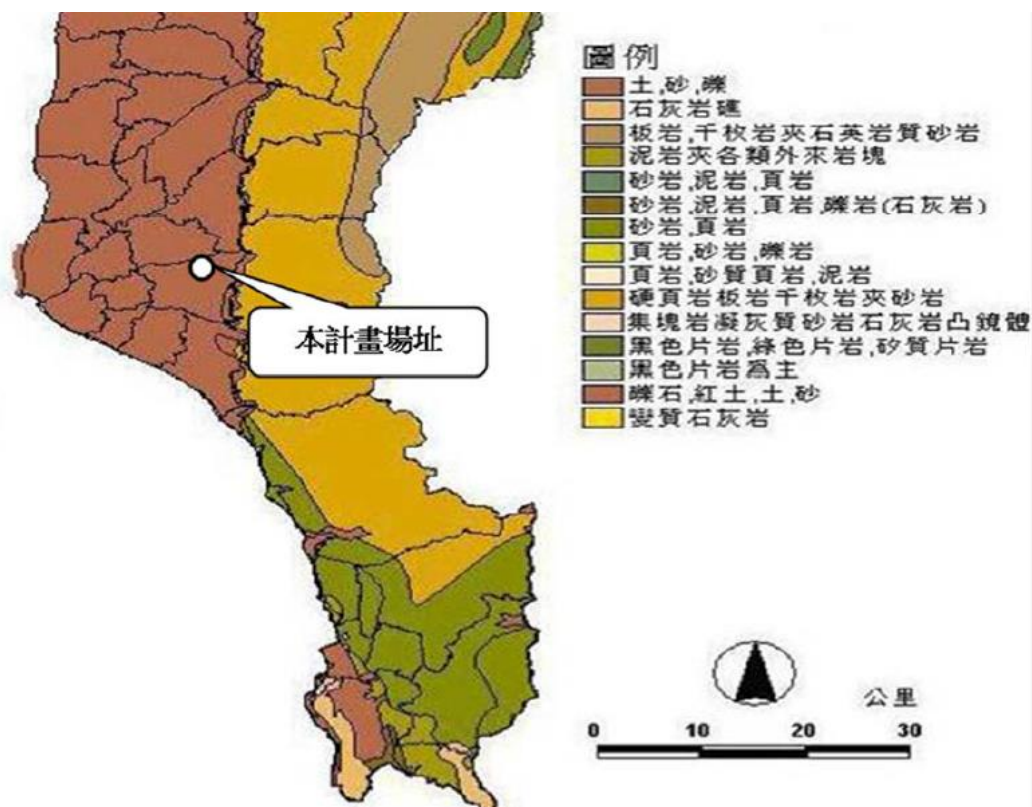 圖例
土,砂,礫
石灰岩礁
板岩,千枚岩夾石英岩質砂岩
泥岩夾各類外來岩塊
砂岩,泥岩,頁岩
砂岩,泥岩,頁岩,礫岩(石灰岩)
砂岩,頁岩
頁岩,砂岩,礫岩
頁岩,砂質頁岩,泥岩
硬頁岩板岩千枚岩夾砂岩
集塊岩凝灰質砂岩石灰岩凸鏡體
黑色片岩,綠色片岩,矽質片岩
黑色片岩爲主
礫石,紅土,土,砂
變質石灰岩
本計畫場址
公里
0 10 20 30